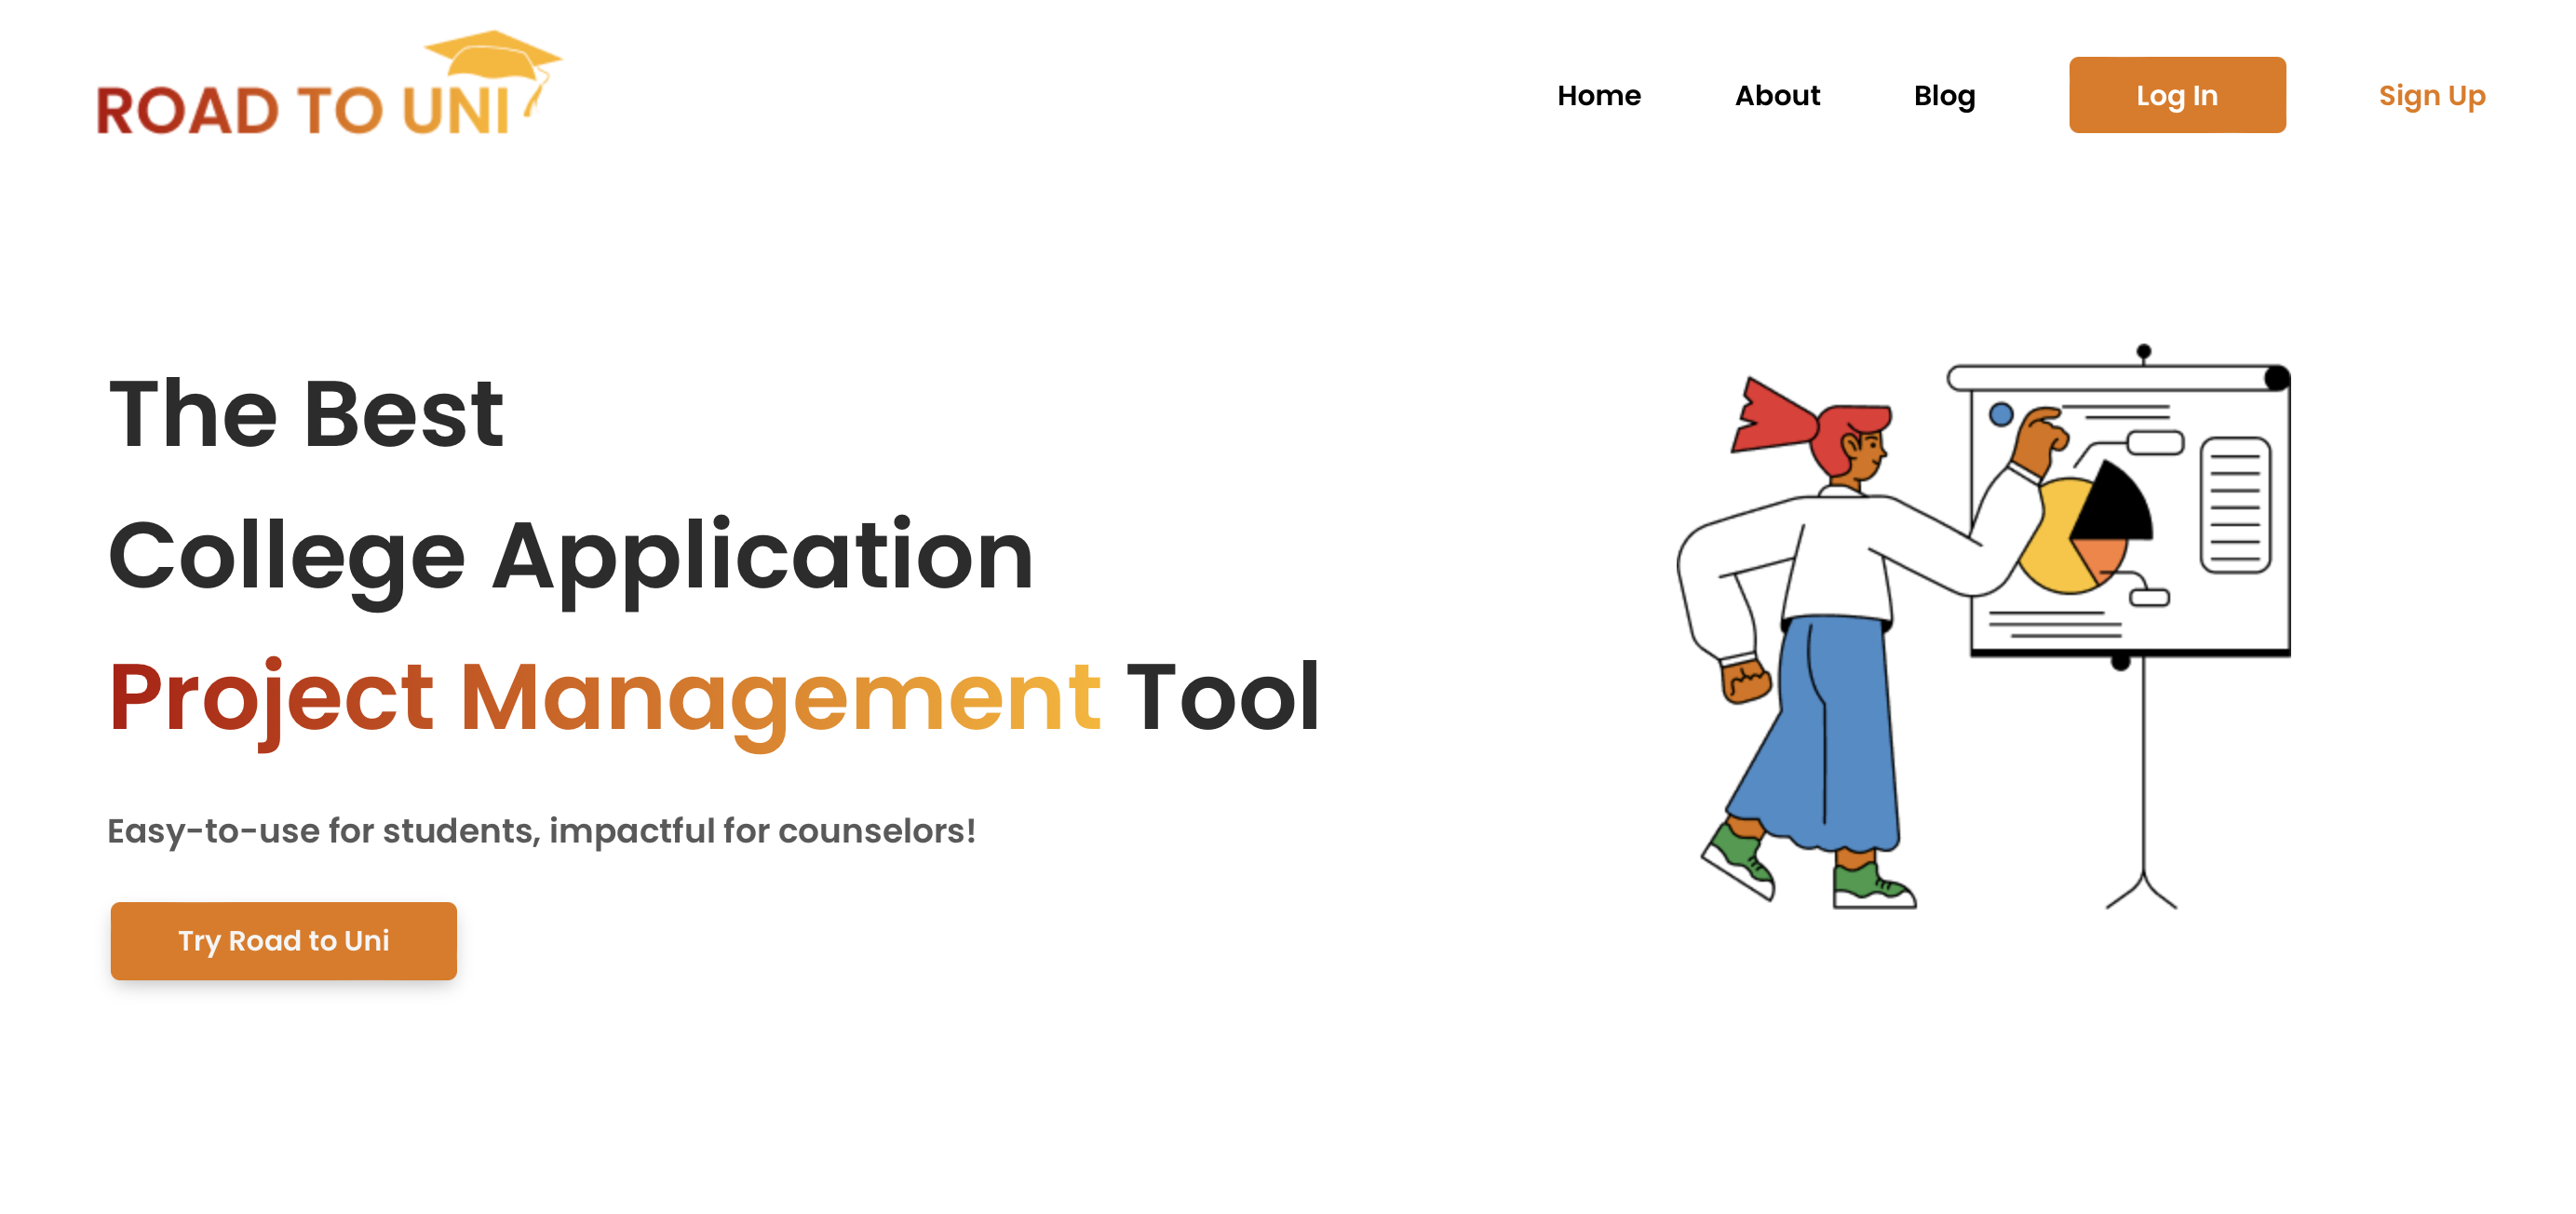 ROAD TO UNI
Home
About
Blog
Log In
Sign Up
The Best
College Application
Project Management Tool
Easy-to-use for students, impactful for counselors!
Try Road to Uni